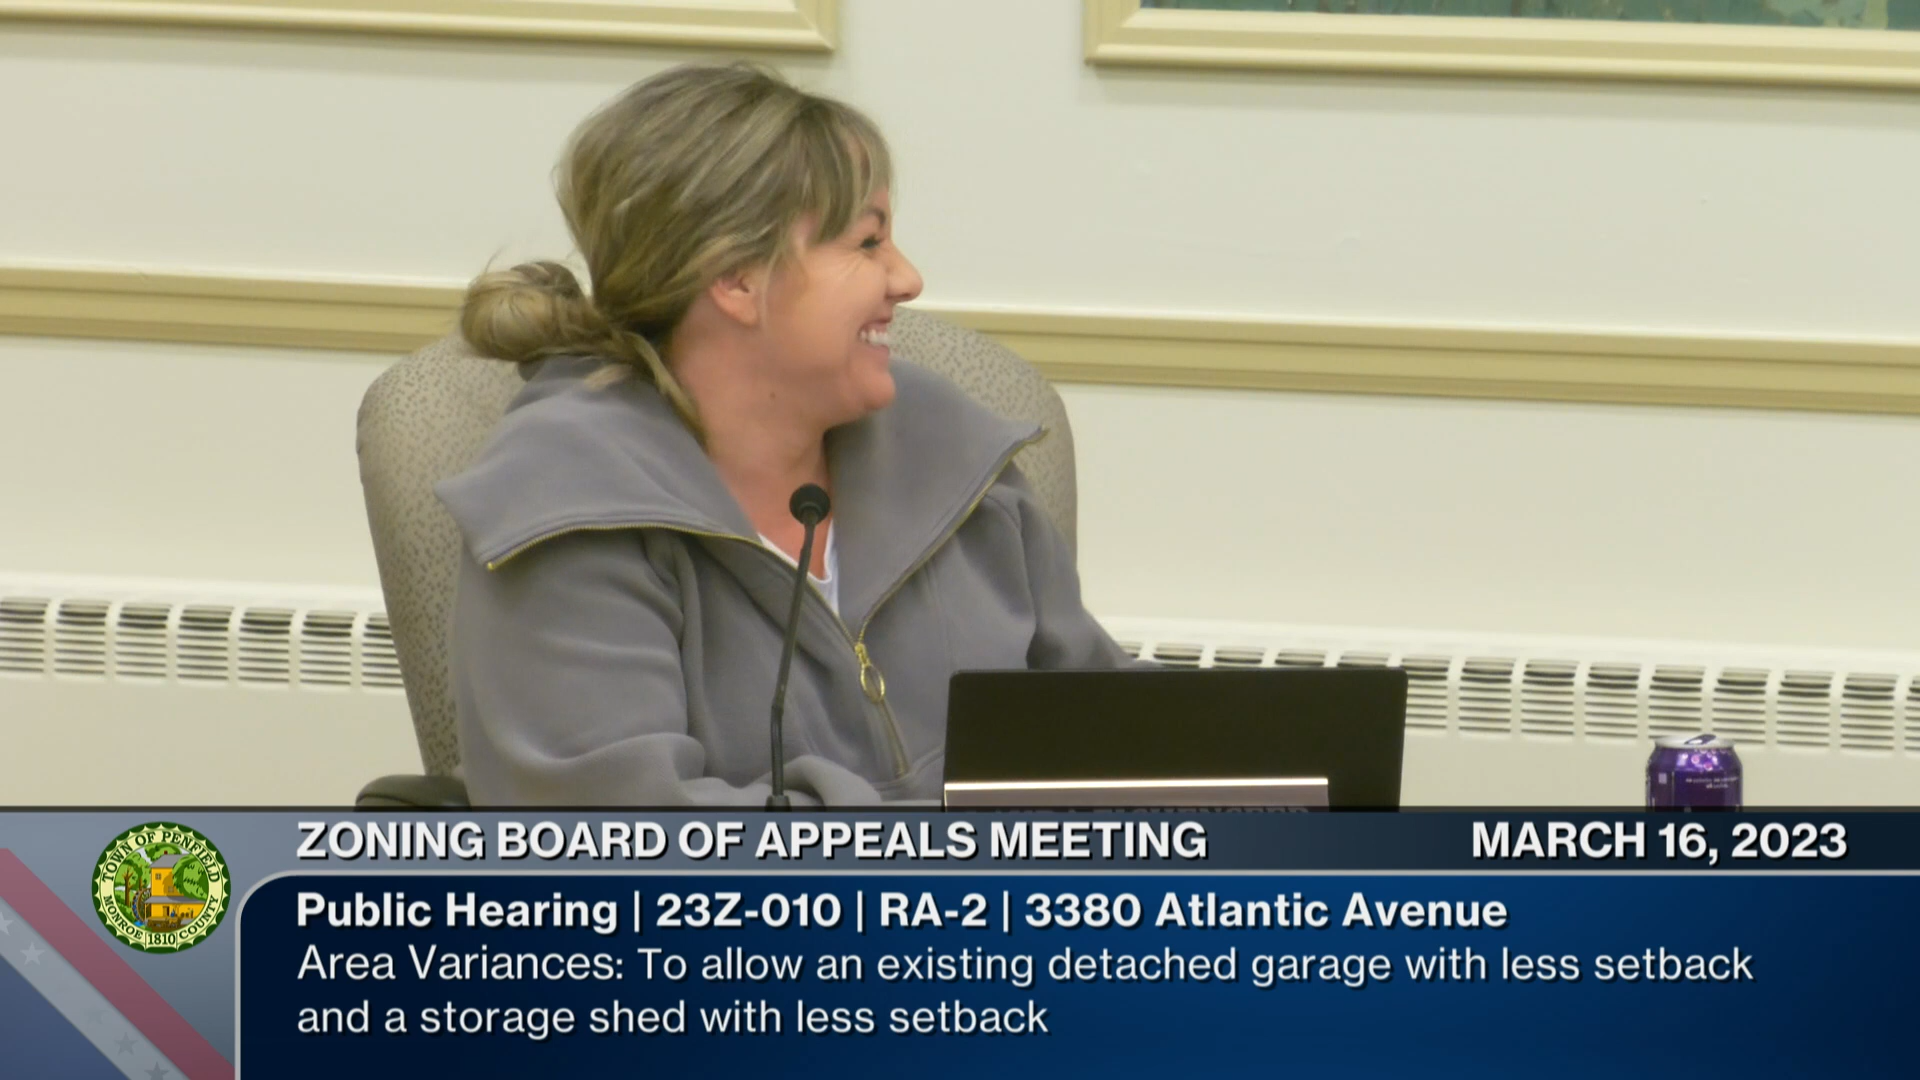 ZONING BOARD OF APPEALS MEETING
MARCH 16, 2023
TOWN OF PENFIELD
MONROE COUNTY
1810
Public Hearing | 23Z-010 | RA-2 | 3380 Atlantic Avenue
Area Variances: To allow an existing detached garage with less setback
and a storage shed with less setback